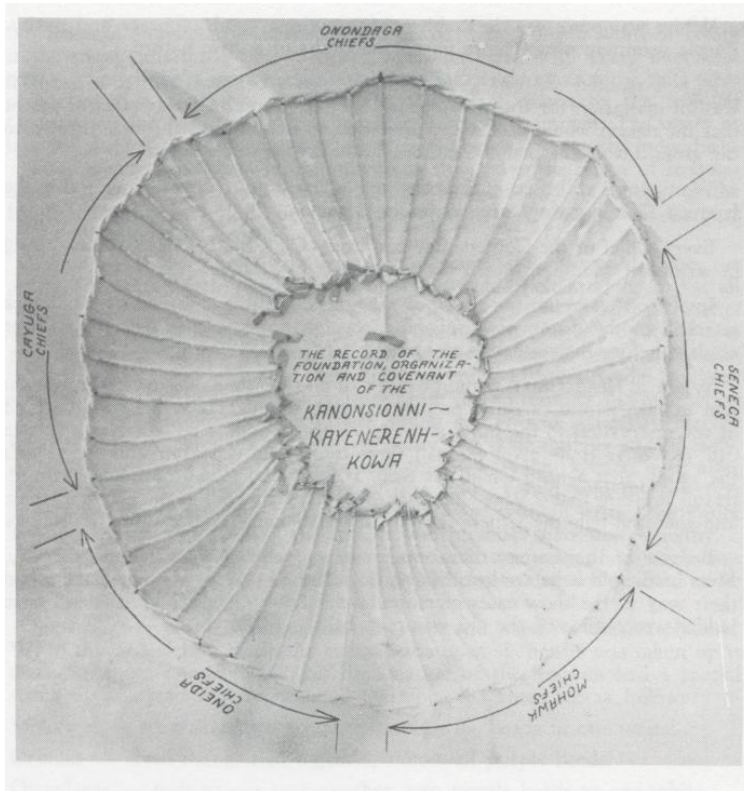 ONONDAGA
CHIEFS
CAYUGA
CHIEFS
THE RECORD OF THE
FOUNDATION, ORGANIZA-
TION AND COVENANT
OF THE
KANONSIONNI~
KAYENERENH-
KOWA
SENECA
CHIEFS
ONEIDA
CHIEFS
MOHAWK
CHIEFS